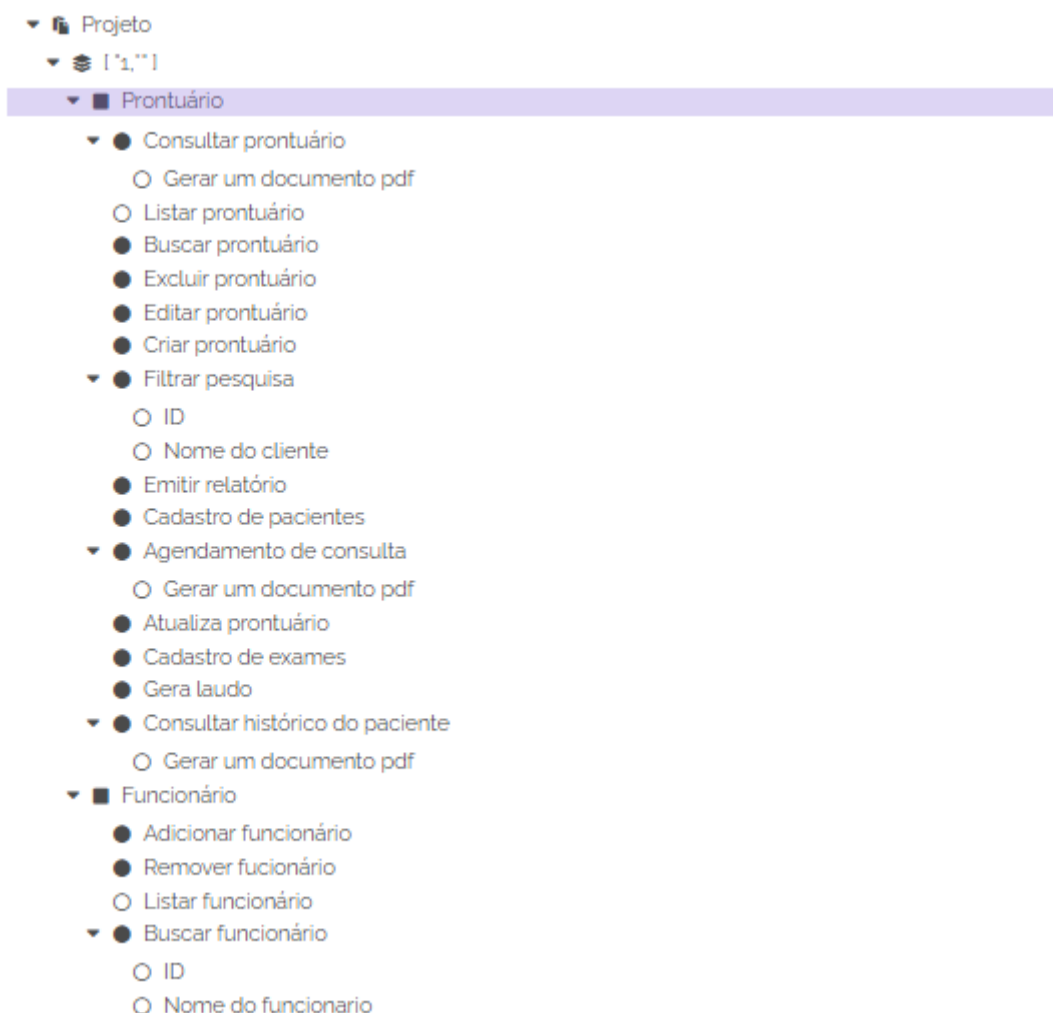 Projeto
[ "1,"" ]
Prontuário
Consultar prontuário
Gerar um documento pdf
Listar prontuário
Buscar prontuário
Excluir prontuário
Editar prontuário
Criar prontuário
Filtrar pesquisa
ID
Nome do cliente
Emitir relatório
Cadastro de pacientes
Agendamento de consulta
Gerar um documento pdf
Atualiza prontuário
Cadastro de exames
Gera laudo
Consultar histórico do paciente
Gerar um documento pdf
Funcionário
Adicionar funcionário
Remover fucionário
Listar funcionário
Buscar funcionário
ID
Nome do funcionario